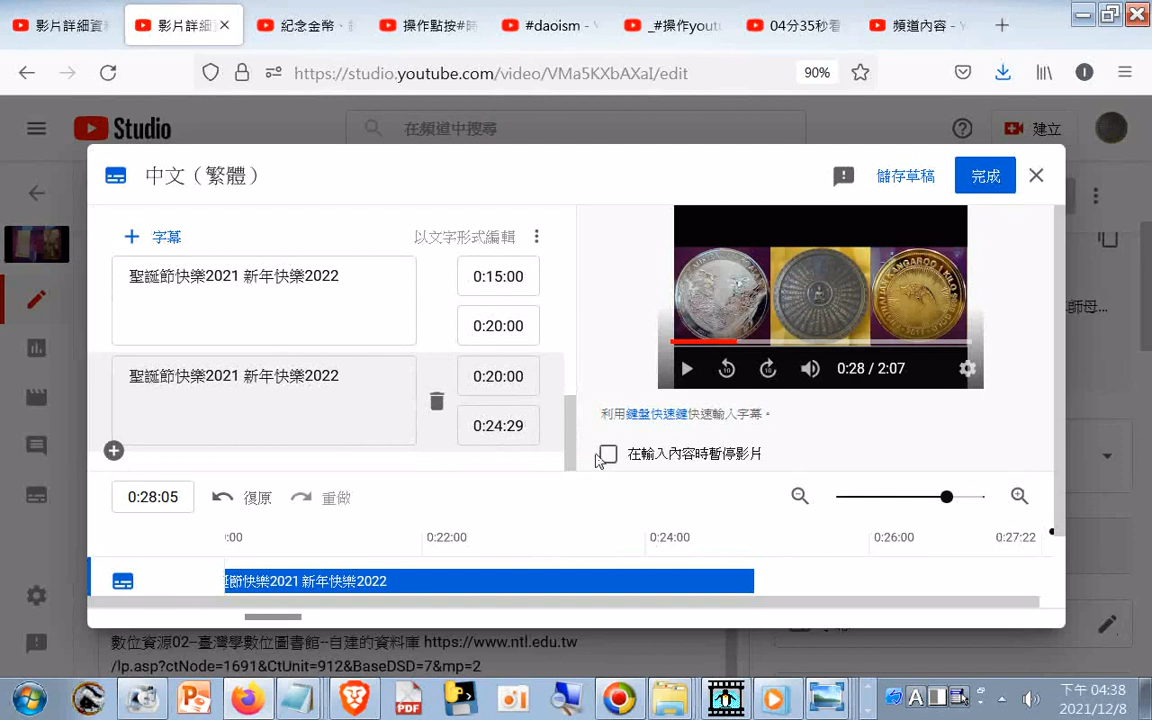 影片詳細資
影片詳細
紀念金幣、
操作點按#時
#daoism -
_#操作yout
04分35秒看
頻道內容 -
https://studio.youtube.com/video/VMa5KXbAXaI/edit
90%
Studio
在頻道中搜尋
建立
中文（繁體）
儲存草稿
完成
字幕
以文字形式編輯
聖誕節快樂2021 新年快樂2022
0:15:00
0:20:00
聖誕節快樂2021 新年快樂2022
0:20:00
0:24:29
0:28 / 2:07
利用鍵盤快速鍵快速輸入字幕。
在輸入內容時暫停影片
師母...
0:28:05
復原
重做
:00
0:22:00
0:24:00
0:26:00
0:27:22
誕節快樂2021 新年快樂2022
數位資源02--臺灣學數位圖書館--自建的資料庫 https://www.ntl.edu.tw
/lp.asp?ctNode=1691&CtUnit=912&BaseDSD=7&mp=2
PDF
下午 04:38
2021/12/8